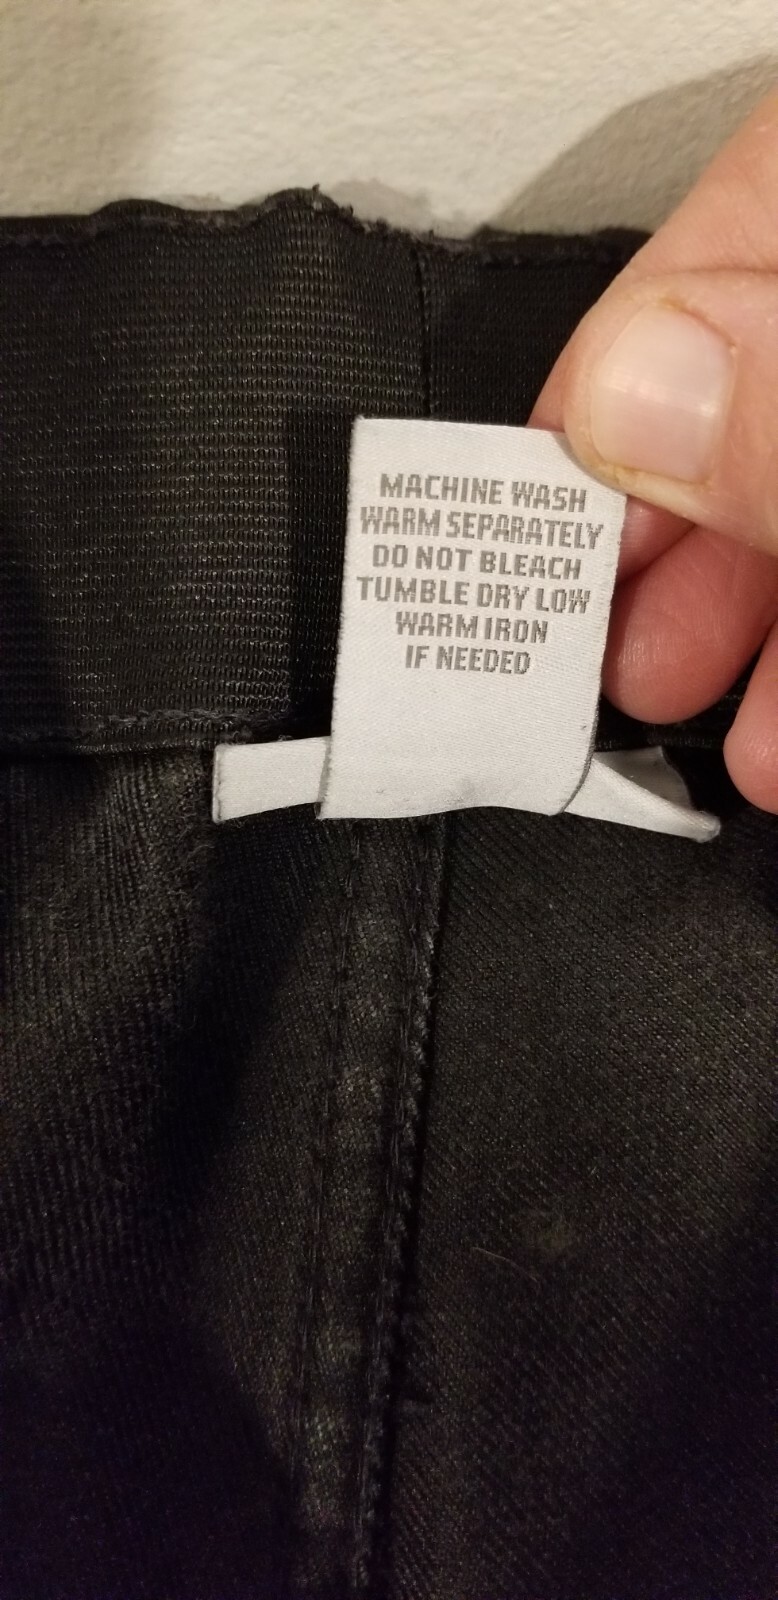 MACHINE WASH
WARM SEPARATELY
DO NOT BLEACH
TUMBLE DRY LOW
WARM IRON
IF NEEDED